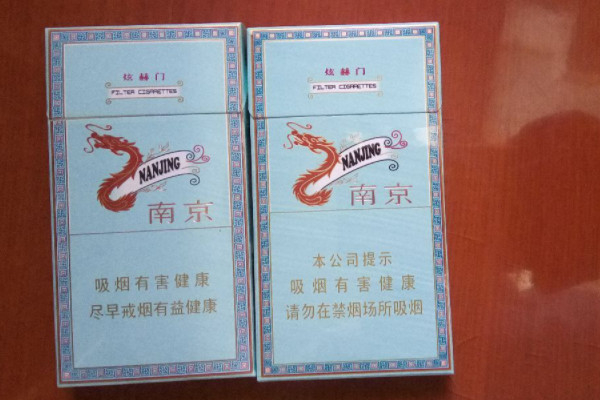 炫赫门
FILTER CIGARETTES
NANJING
南京
吸烟有害健康
尽早戒烟有益健康
炫赫门
FILTER CIGARETTES
NANJING
南京
本公司提示
吸烟有害健康
请勿在禁烟场所吸烟